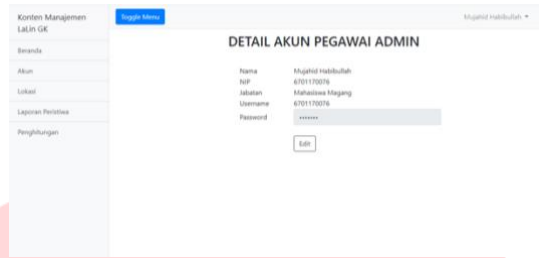 Konten Manajemen
LaLin GK
Toggle Menu
Mujahid Habibullah
Beranda
Akun
Lokasi
Laporan Peristiwa
Penghitungan
DETAIL AKUN PEGAWAI ADMIN
Nama Mujahid Habibullah
NIP 6701170076
Jabatan Mahasiswa Magang
Username 6701170076
Password •••••••
Edit